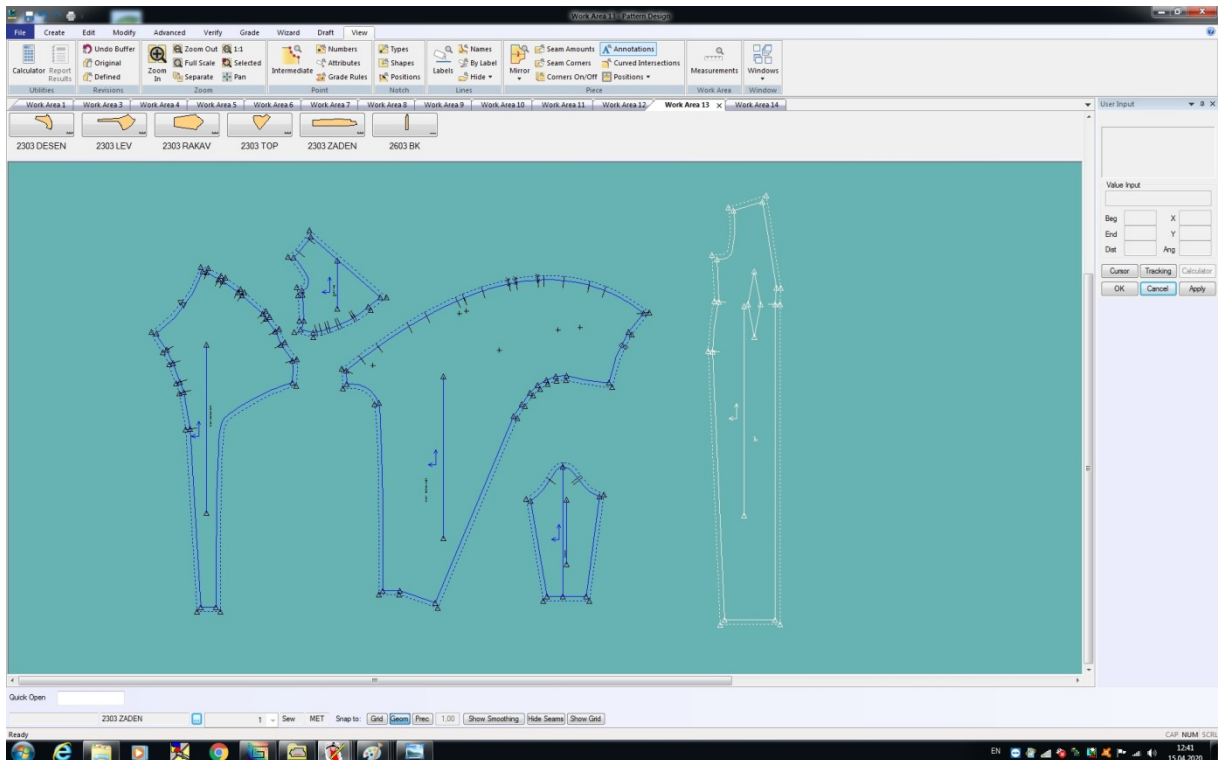 Work Area 13 - Pattern Design
File Create Edit Modify Advanced Verify Grade Wizard Draft View
Undo Buffer Zoom Out 1:1 Numbers Types Names Seam Amounts Annotations
Original Full Scale Selected Attributes Shapes By Label Seam Corners Curved Intersections
Calculator Report Results Defined Zoom In Separate Pan Intermediate Grade Rules Positions Labels Hide Mirror Corners On/Off Positions Measurements Windows
Utilities Revisions Zoom Point Notch Lines Piece Work Area Window
Work Area 1 Work Area 3 Work Area 4 Work Area 5 Work Area 6 Work Area 7 Work Area 8 Work Area 9 Work Area 10 Work Area 11 Work Area 12 Work Area 13 x Work Area 14
User Input
2303 DESEN 2303 LEV 2303 RAKAV 2303 TOP 2303 ZADEN 2603 BK
Value Input
Beg X
End Y
Dist Ang
Cursor Tracking Calculator
OK Cancel Apply
Quick Open
2303 ZADEN ... 1 Sew MET Snap to: Grid Geom Prec 1,00 Show Smoothing Hide Seams Show Grid
Ready
CAP NUM SCRL
EN 12:41
15.04.2020